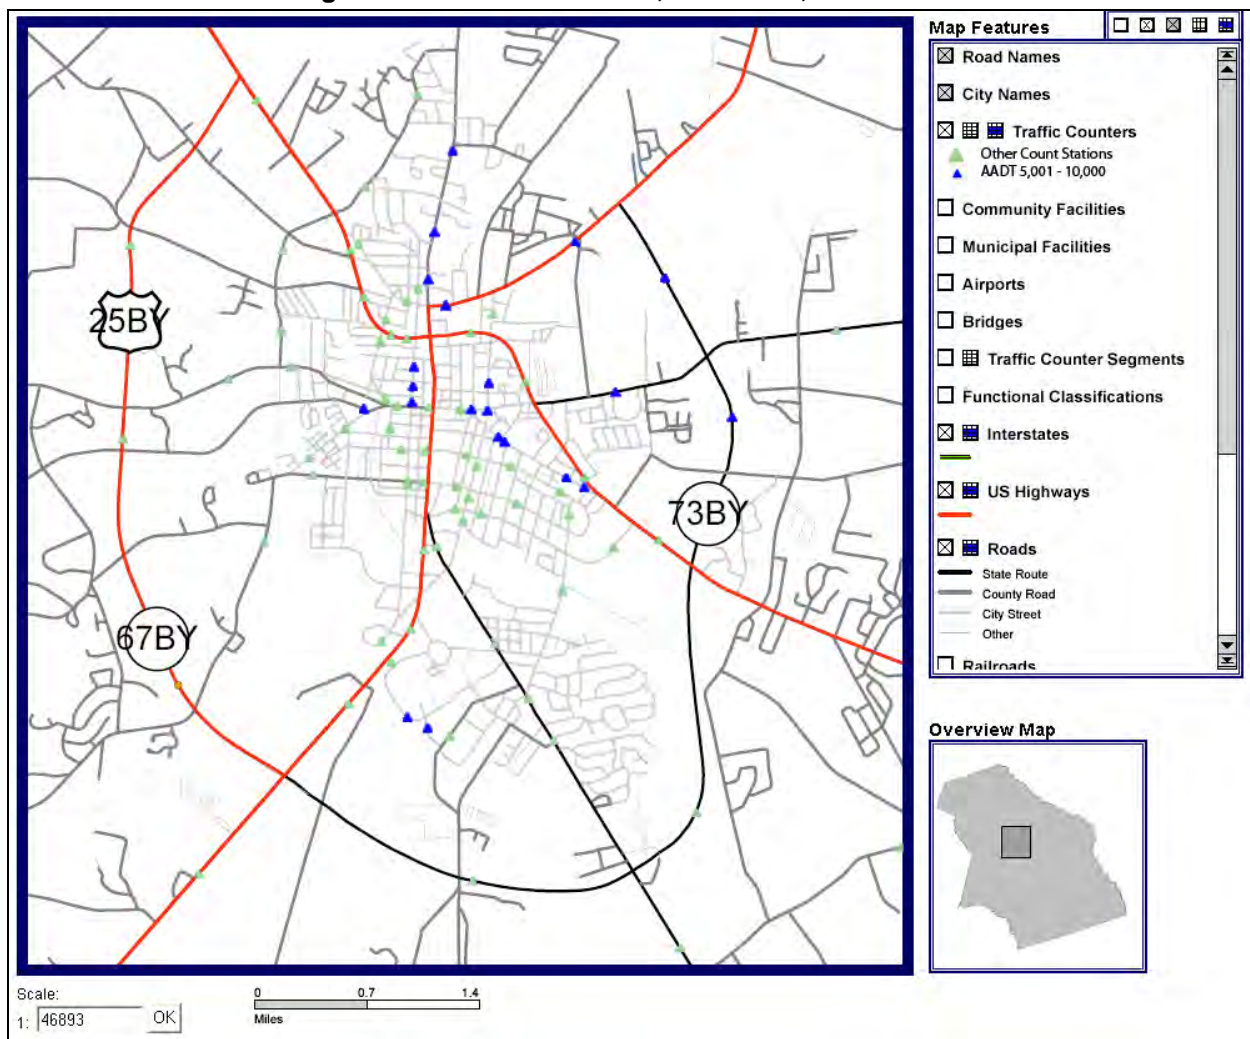 Map Features
Road Names
City Names
Traffic Counters
Other Count Stations
AADT 5,001 - 10,000
Community Facilities
Municipal Facilities
Airports
Bridges
Traffic Counter Segments
Functional Classifications
Interstates
US Highways
Roads
State Route
County Road
City Street
Other
Railroads
25BY
73BY
67BY
Overview Map
Scale:
1: 46893 OK
0 0.7 1.4
Miles